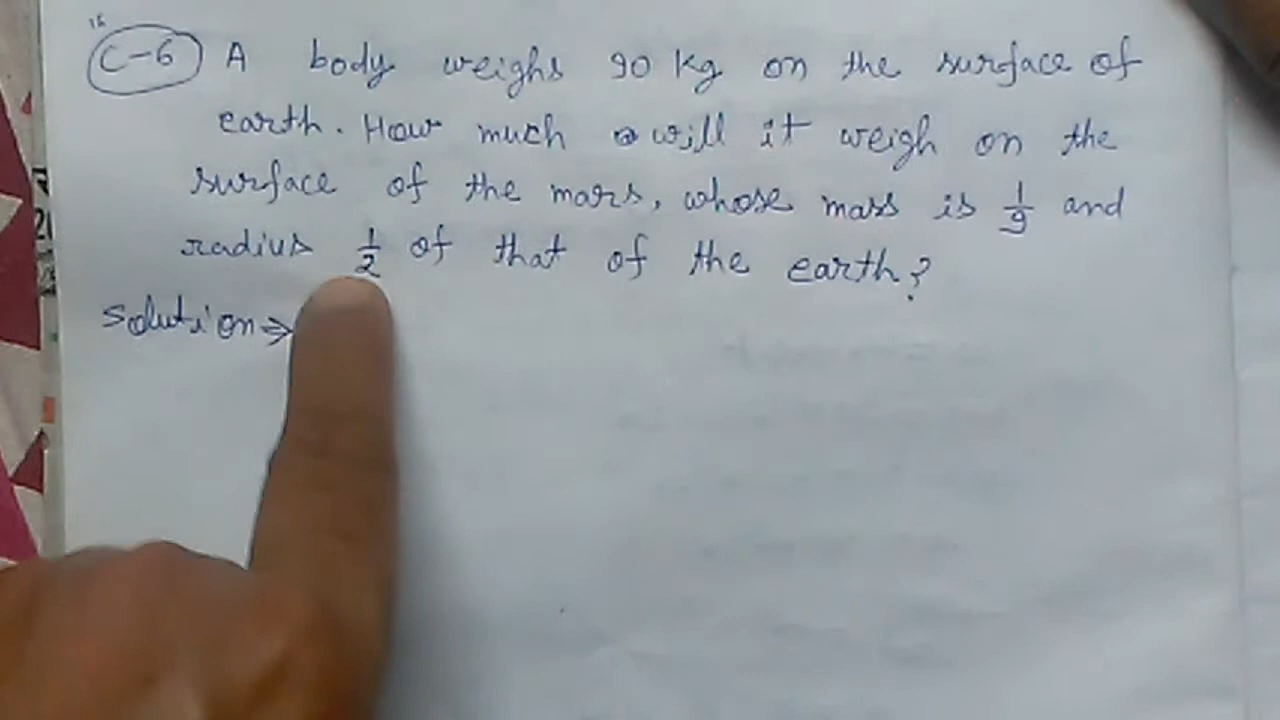 15
C-6 A body weighs 90 Kg on the surface of
earth. How much will it weigh on the
surface of the mars, whose mass is 1/9 and
radius 1/2 of that of the earth?
Solution ⇒